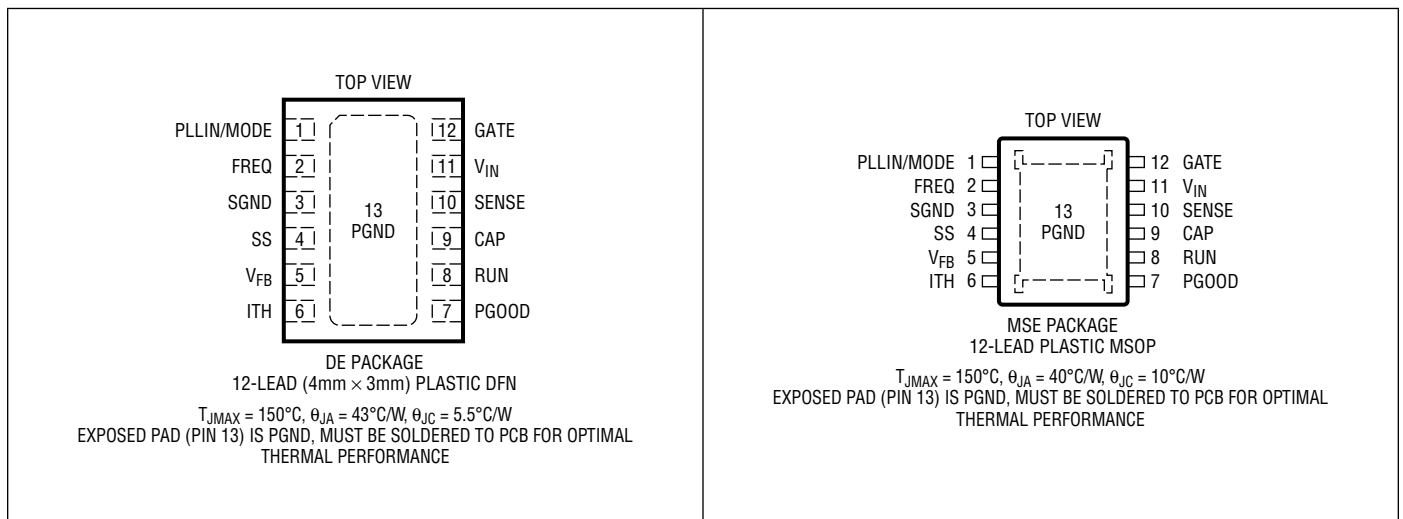 TOP VIEW
PLLIN/MODE 1 12 GATE
FREQ 2 11 VIN
SGND 3 10 SENSE
13
SS 4 PGND 9 CAP
VFB 5 8 RUN
ITH 6 7 PGOOD
DE PACKAGE
12-LEAD (4mm × 3mm) PLASTIC DFN
TJMAX = 150°C, θJA = 43°C/W, θJC = 5.5°C/W
EXPOSED PAD (PIN 13) IS PGND, MUST BE SOLDERED TO PCB FOR OPTIMAL
THERMAL PERFORMANCE
TOP VIEW
PLLIN/MODE 1 12 GATE
FREQ 2 11 VIN
SGND 3 13 10 SENSE
SS 4 PGND 9 CAP
VFB 5 8 RUN
ITH 6 7 PGOOD
MSE PACKAGE
12-LEAD PLASTIC MSOP
TJMAX = 150°C, θJA = 40°C/W, θJC = 10°C/W
EXPOSED PAD (PIN 13) IS PGND, MUST BE SOLDERED TO PCB FOR OPTIMAL
THERMAL PERFORMANCE